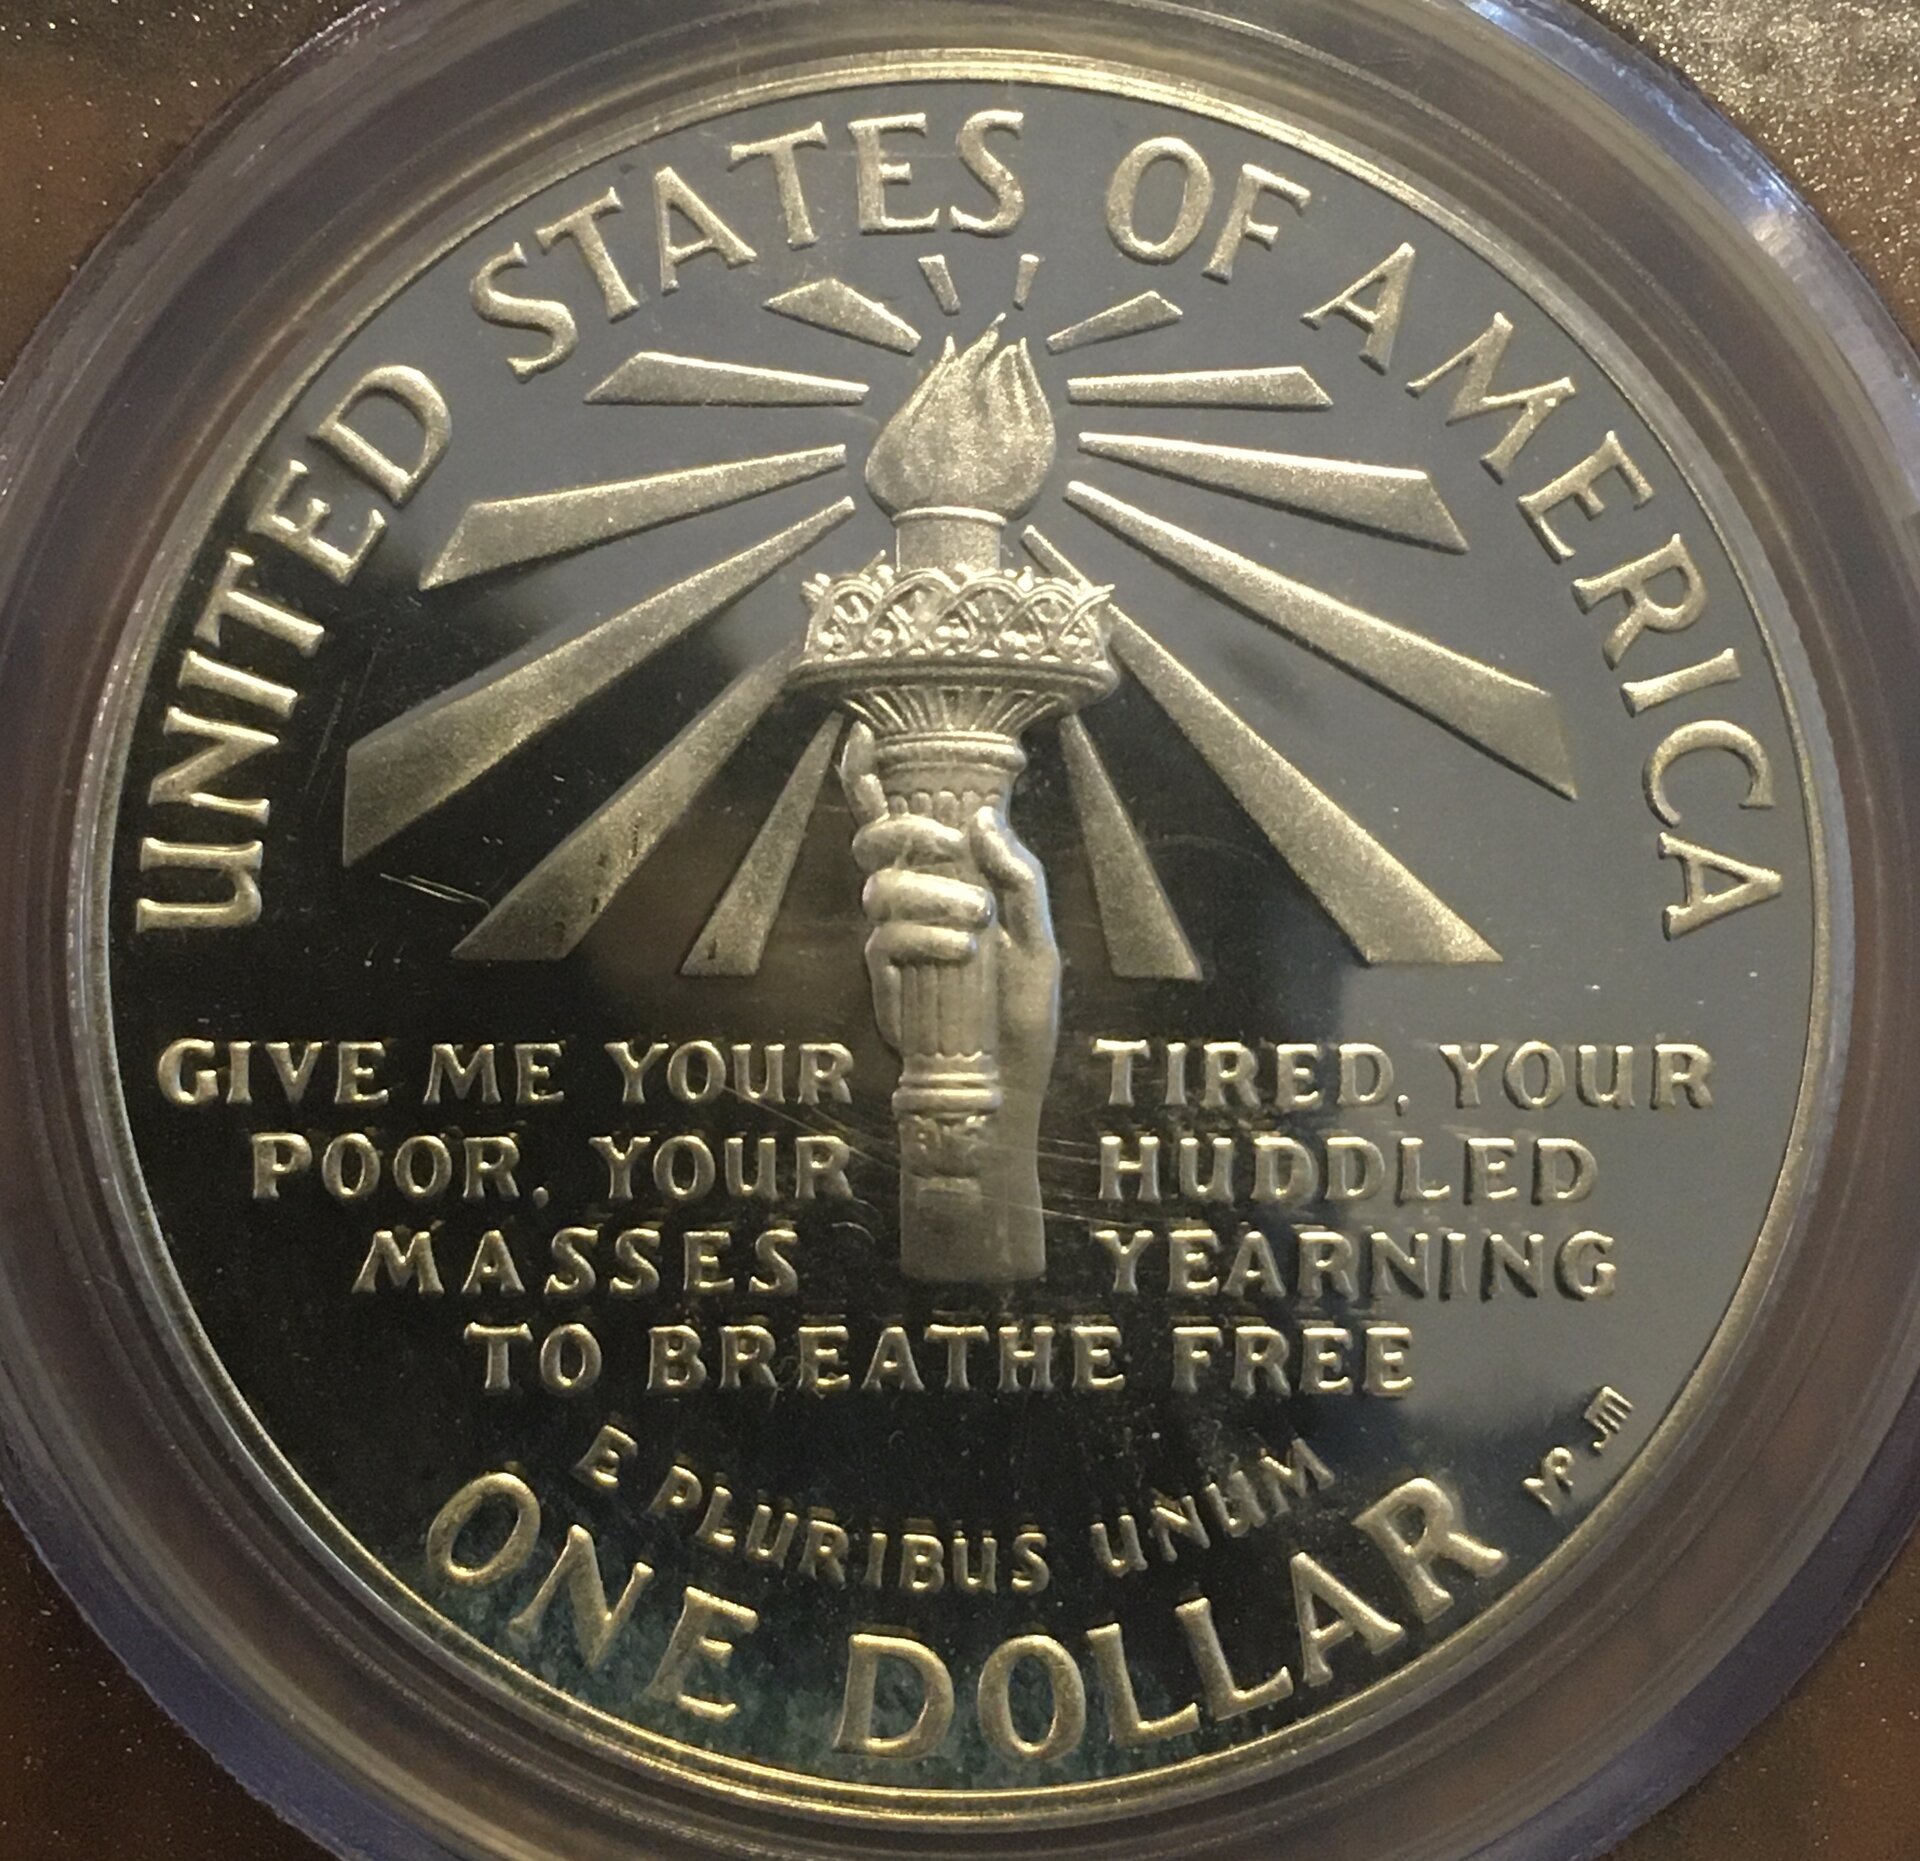 UNITED STATES OF AMERICA
GIVE ME YOUR TIRED, YOUR
POOR, YOUR HUDDLED
MASSES YEARNING
TO BREATHE FREE
E PLURIBUS UNUM
ONE DOLLAR